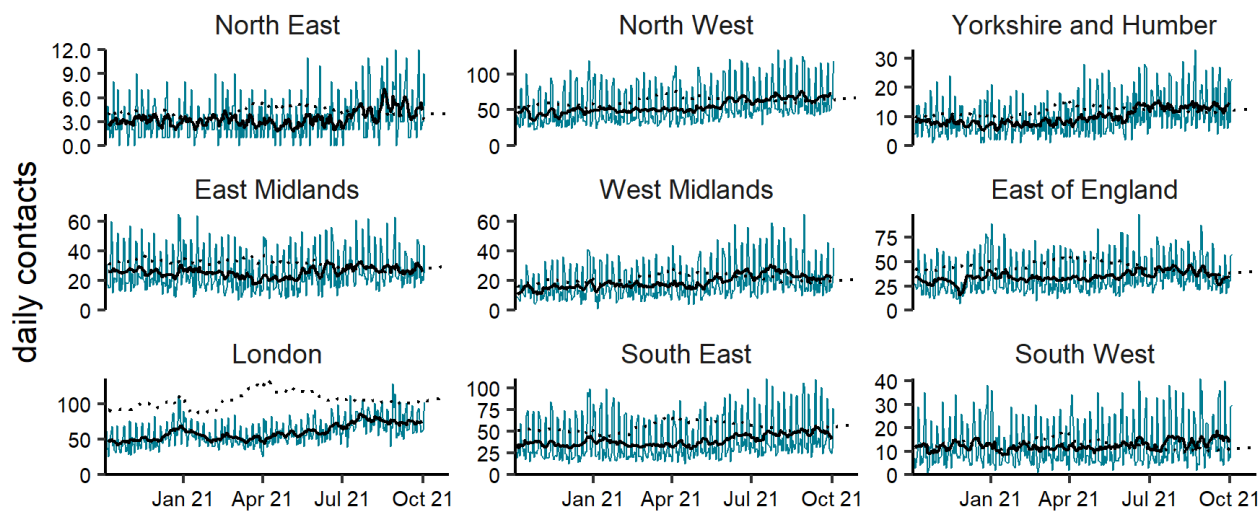 North East
North West
Yorkshire and Humber
12.0
9.0
6.0
3.0
0.0
100
50
0
30
20
10
0
daily contacts
East Midlands
West Midlands
East of England
60
40
20
0
60
40
20
0
75
50
25
0
London
South East
South West
100
50
0
100
75
50
25
0
40
30
20
10
0
Jan 21 Apr 21 Jul 21 Oct 21
Jan 21 Apr 21 Jul 21 Oct 21
Jan 21 Apr 21 Jul 21 Oct 21